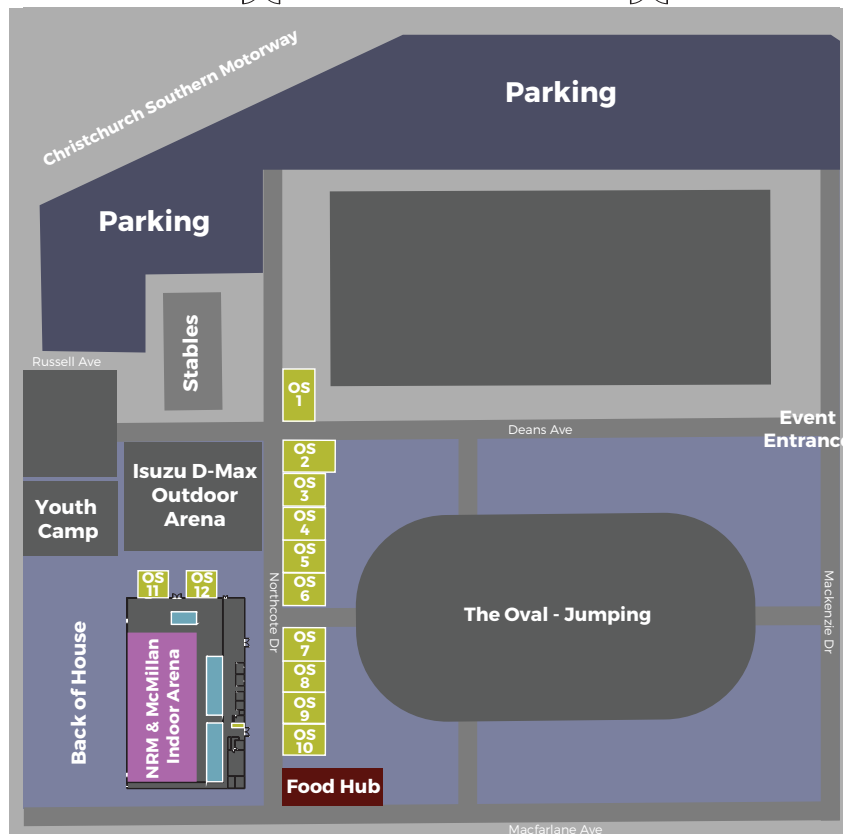 Christchurch Southern Motorway
Parking
Parking
Stables
Russell Ave
OS
1
Event
Entrance
Deans Ave
OS
2
Isuzu D-Max
Outdoor
Arena
OS
3
Youth
Camp
OS
4
OS
5
OS
11
OS
12
OS
6
Northcote Dr
The Oval - Jumping
Mackenzie Dr
Back of House
NRM & McMillan
Indoor Arena
OS
7
OS
8
OS
9
OS
10
Food Hub
Macfarlane Ave